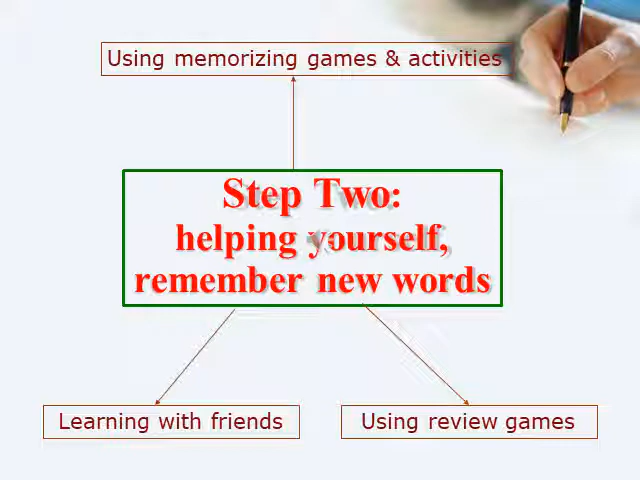 Using memorizing games & activities
Step Two:
helping yourself,
remember new words
Learning with friends
Using review games